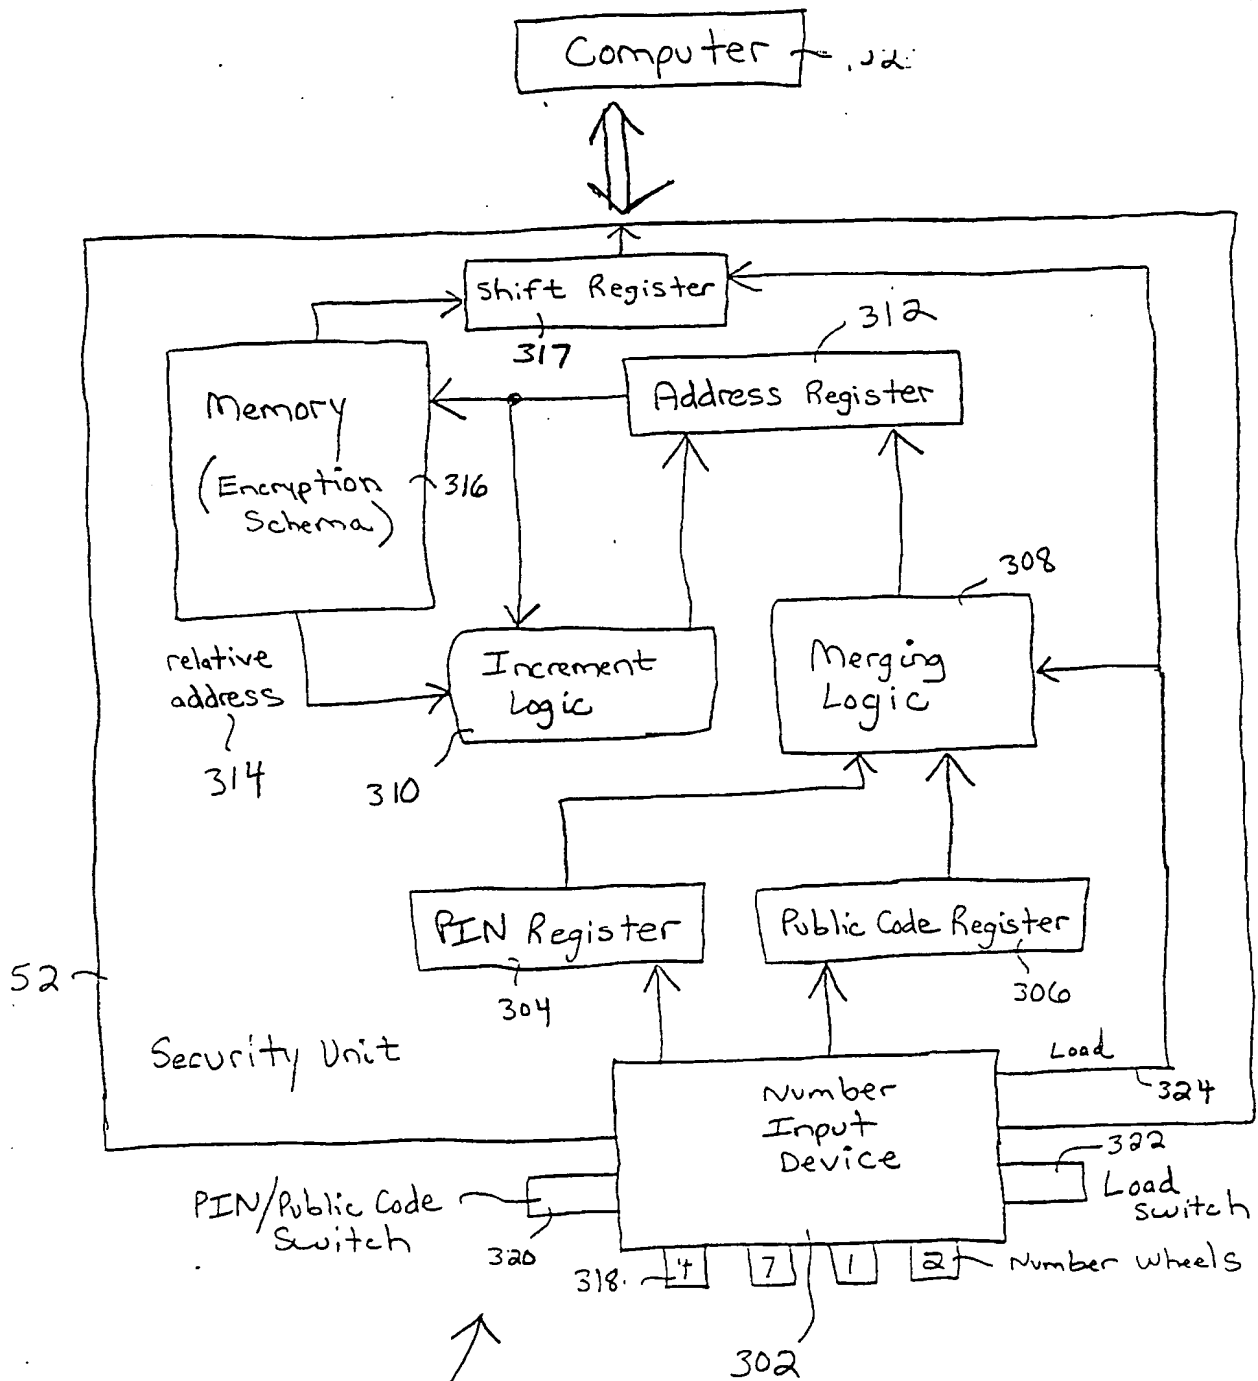 Computer
Shift Register
317
312
Address Register
Memory
(Encryption
Schema)
316
308
Merging
Logic
Increment
Logic
310
relative
address
314
PIN Register
304
Public Code Register
306
52
Security Unit
Load
324
Number
Input
Device
322
Load
Switch
PIN/Public Code
Switch
320
318
4 7 1 2
Number Wheels
302